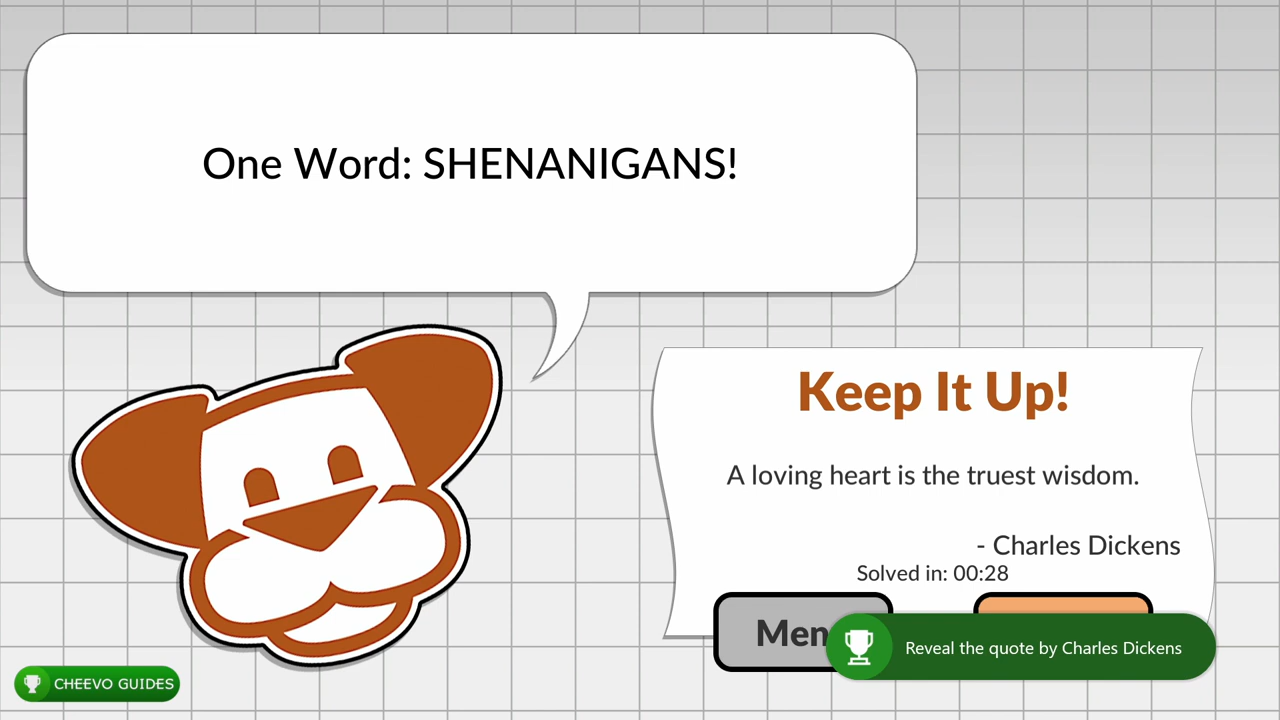 One Word: SHENANIGANS!
Keep It Up!
A loving heart is the truest wisdom.
- Charles Dickens
Solved in: 00:28
Men
Reveal the quote by Charles Dickens
CHEEVO GUIDES